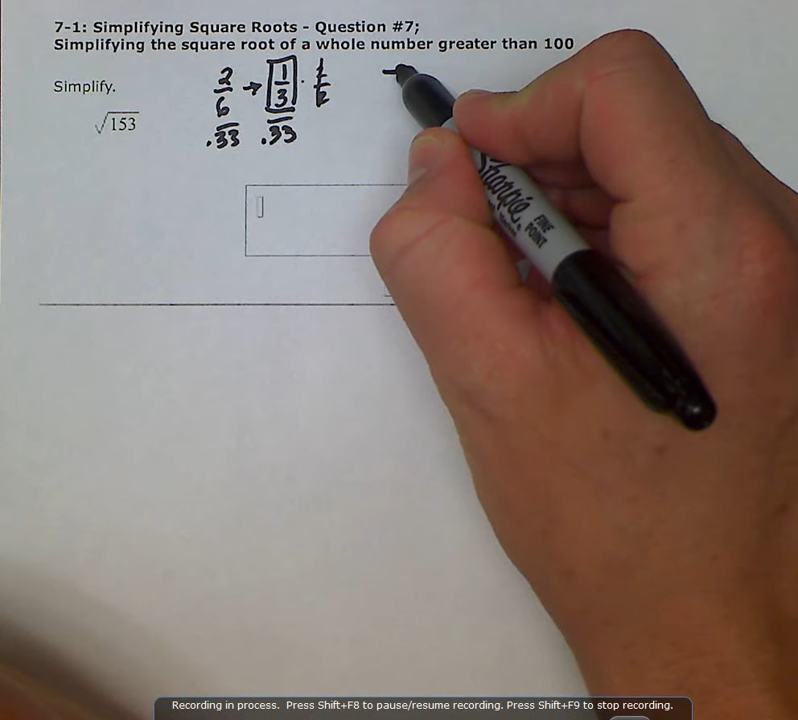 7-1: Simplifying Square Roots - Question #7;
Simplifying the square root of a whole number greater than 100
Simplify.
√153
2/6 → 1/3 · 2/2
.33 .33
Sharpie.
FINE POINT
Recording in process. Press Shift+F8 to pause/resume recording. Press Shift+F9 to stop recording.